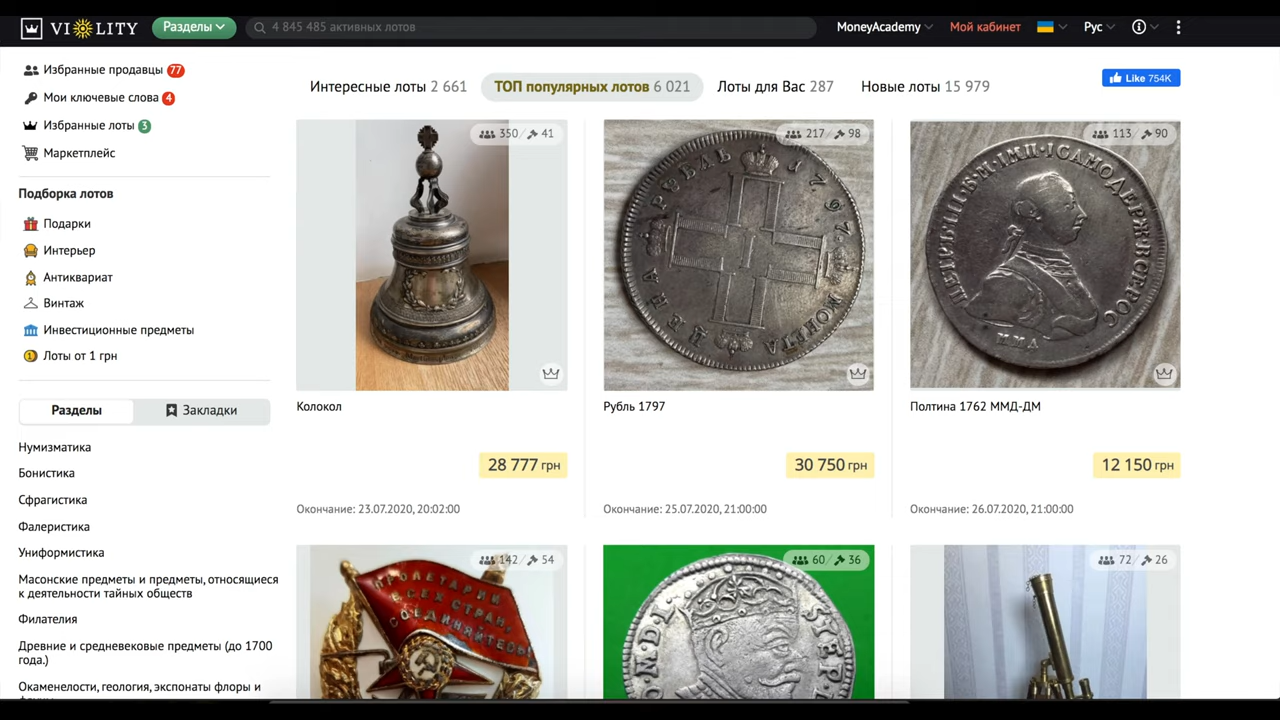 VIOLITY
Разделы
4 845 485 активных лотов
MoneyAcademy
Мой кабинет
Рус
Избранные продавцы 77
Мои ключевые слова 4
Избранные лоты 3
Маркетплейс
Подборка лотов
Подарки
Интерьер
Антиквариат
Винтаж
Инвестиционные предметы
Лоты от 1 грн
Разделы
Закладки
Нумизматика
Бонистика
Сфрагистика
Фалеристика
Униформистика
Масонские предметы и предметы, относящиеся
к деятельности тайных обществ
Филателия
Древние и средневековые предметы (до 1700
года.)
Окаменелости, геология, экспонаты флоры и
Интересные лоты 2 661
ТОП популярных лотов 6 021
Лоты для Вас 287
Новые лоты 15 979
Like 754K
350 / 41
Колокол
28 777 грн
Окончание: 23.07.2020, 20:02:00
217 / 98
МОНЕТА ЦЕНА РУБЛЬ 1797
Рубль 1797
30 750 грн
Окончание: 25.07.2020, 21:00:00
113 / 90
ММД
Полтина 1762 ММД-ДМ
12 150 грн
Окончание: 26.07.2020, 21:00:00
142 / 54
ПРОЛЕТАРИИ
ВСЕХ СТРАН,
СОЕДИНЯЙТЕСЬ!
60 / 36
72 / 26